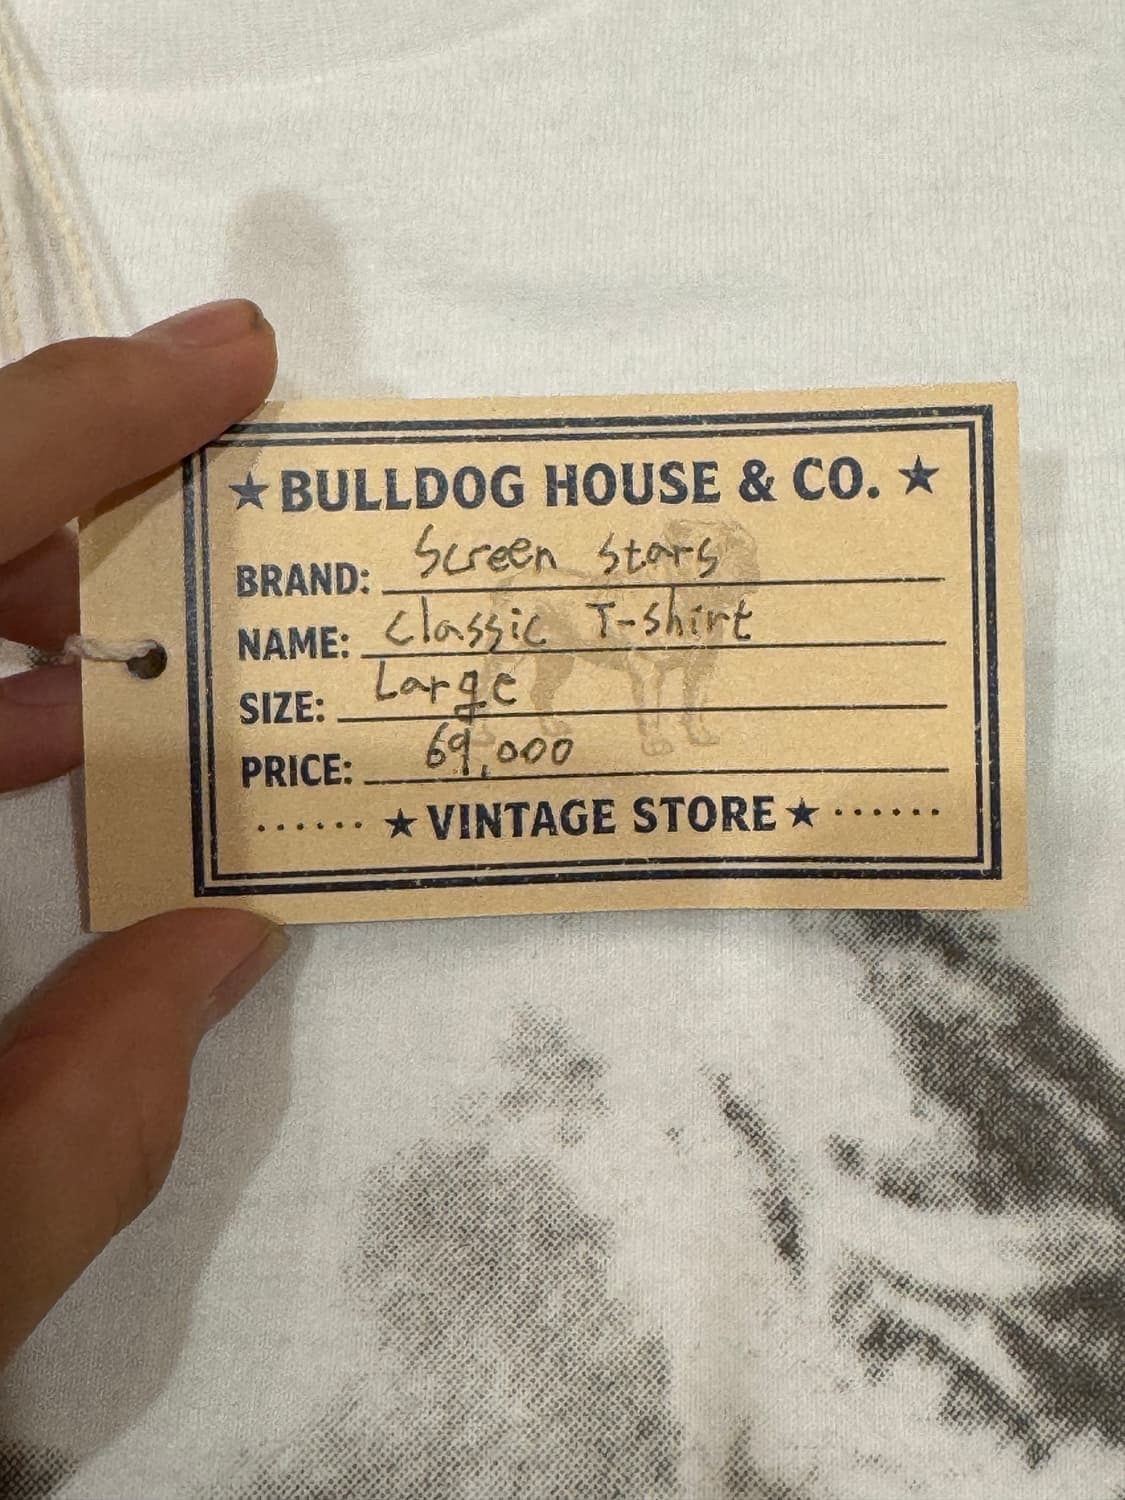 ★ BULLDOG HOUSE & CO. ★
BRAND: Screen Stars
NAME: Classic T-shirt
SIZE: Large
PRICE: 69,000
...... ★ VINTAGE STORE ★ ......